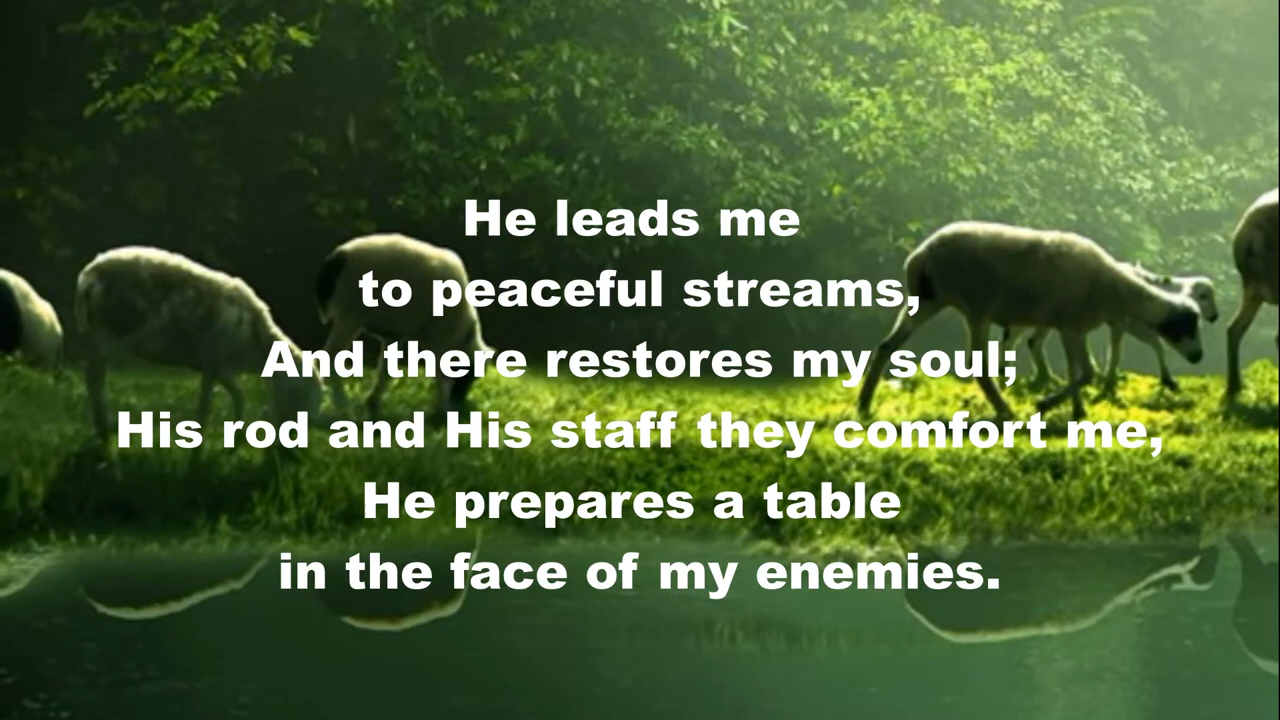 He leads me
to peaceful streams,
And there restores my soul;
His rod and His staff they comfort me,
He prepares a table
in the face of my enemies.